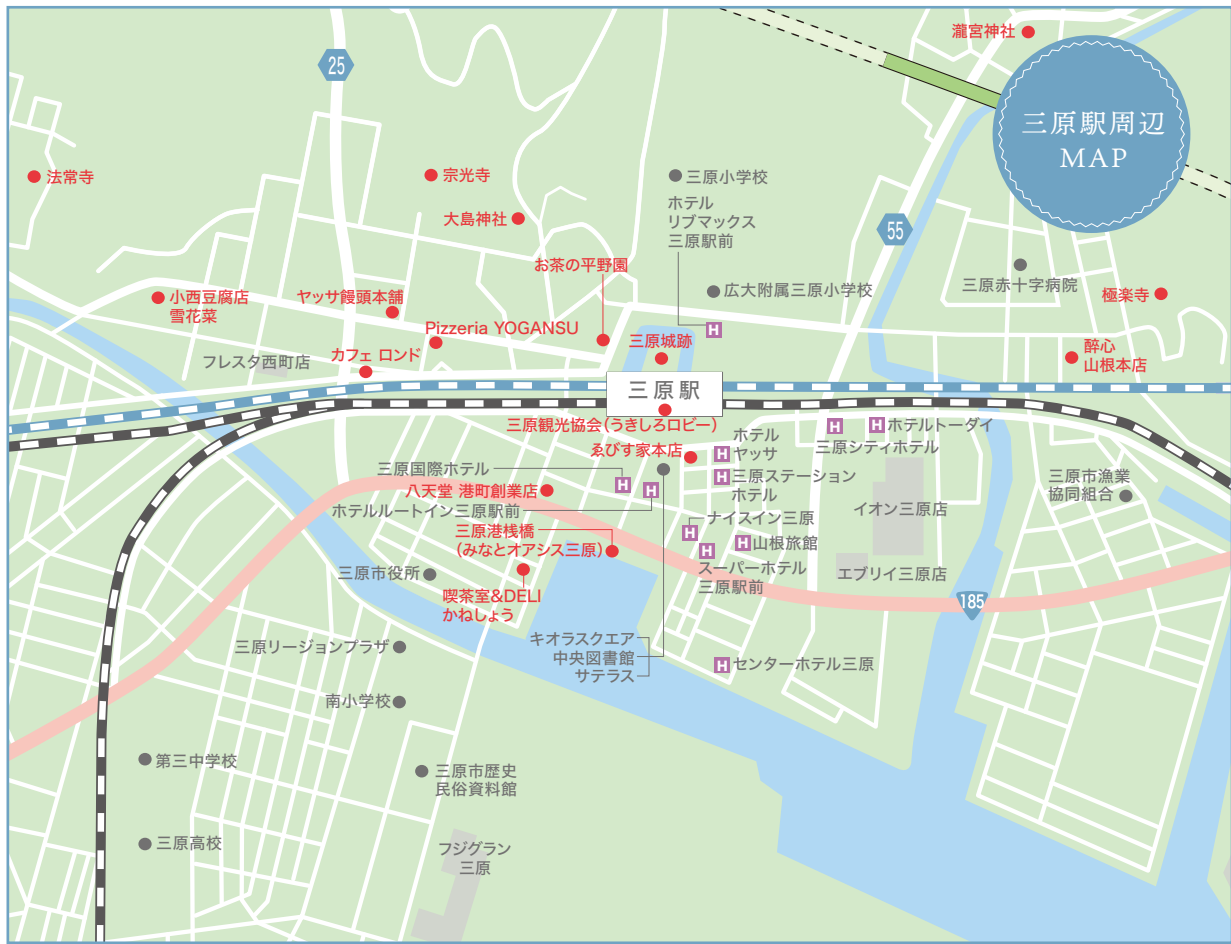 瀧宮神社
25
三原駅周辺
MAP
法常寺
宗光寺
三原小学校
大島神社
ホテル
リブマックス
三原駅前
55
お茶の平野園
三原赤十字病院
小西豆腐店
雪花菜
ヤッサ饅頭本舗
広大附属三原小学校
極楽寺
Pizzeria YOGANSU
H
三原城跡
フレスタ西町店
カフェ ロンド
醉心
山根本店
三原駅
三原観光協会(うきしろロビー)
H
三原シティホテル
H
ホテルトーダイ
ゑびす家本店
H
ホテル
ヤッサ
三原国際ホテル
H
H
三原ステーション
ホテル
三原市漁業
協同組合
八天堂 港町創業店
H
ホテルルートイン三原駅前
イオン三原店
H
ナイスイン三原
三原港桟橋
(みなとオアシス三原)
H
山根旅館
H
スーパーホテル
三原駅前
エブリイ三原店
三原市役所
喫茶室&DELI
かねしょう
185
キオラスクエア
中央図書館
サテラス
三原リージョンプラザ
H
センターホテル三原
南小学校
第三中学校
三原市歴史
民俗資料館
三原高校
フジグラン
三原